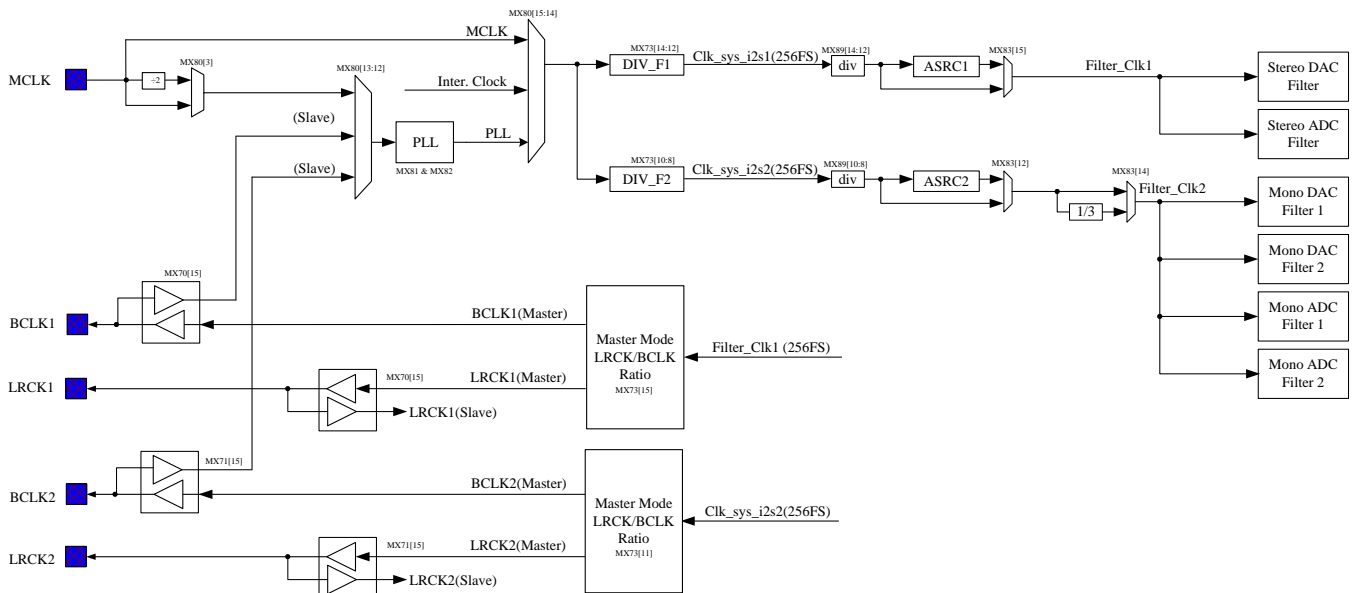 MX80[15:14]
MCLK
MX80[3]
MCLK
÷2
MX80[13:12]
Inter. Clock
(Slave)
(Slave)
PLL
MX81 & MX82
PLL
MX73[14:12]
DIV_F1
Clk_sys_i2s1(256FS)
MX89[14:12]
div
ASRC1
MX83[15]
Filter_Clk1
Stereo DAC
Filter
Stereo ADC
Filter
MX73[10:8]
DIV_F2
Clk_sys_i2s2(256FS)
MX89[10:8]
div
ASRC2
MX83[12]
1/3
MX83[14]
Filter_Clk2
Mono DAC
Filter 1
Mono DAC
Filter 2
Mono ADC
Filter 1
Mono ADC
Filter 2
MX70[15]
BCLK1
BCLK1(Master)
LRCK1
MX70[15]
LRCK1(Master)
LRCK1(Slave)
Master Mode
LRCK/BCLK
Ratio
MX73[15]
Filter_Clk1 (256FS)
MX71[15]
BCLK2
BCLK2(Master)
LRCK2
MX71[15]
LRCK2(Master)
LRCK2(Slave)
Master Mode
LRCK/BCLK
Ratio
MX73[11]
Clk_sys_i2s2(256FS)